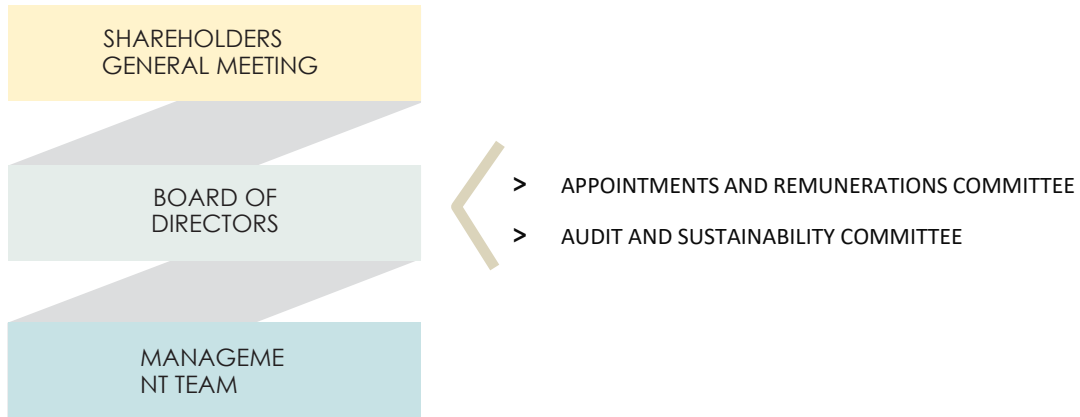 SHAREHOLDERS
GENERAL MEETING
BOARD OF
DIRECTORS
> APPOINTMENTS AND REMUNERATIONS COMMITTEE
> AUDIT AND SUSTAINABILITY COMMITTEE
MANAGEME
NT TEAM